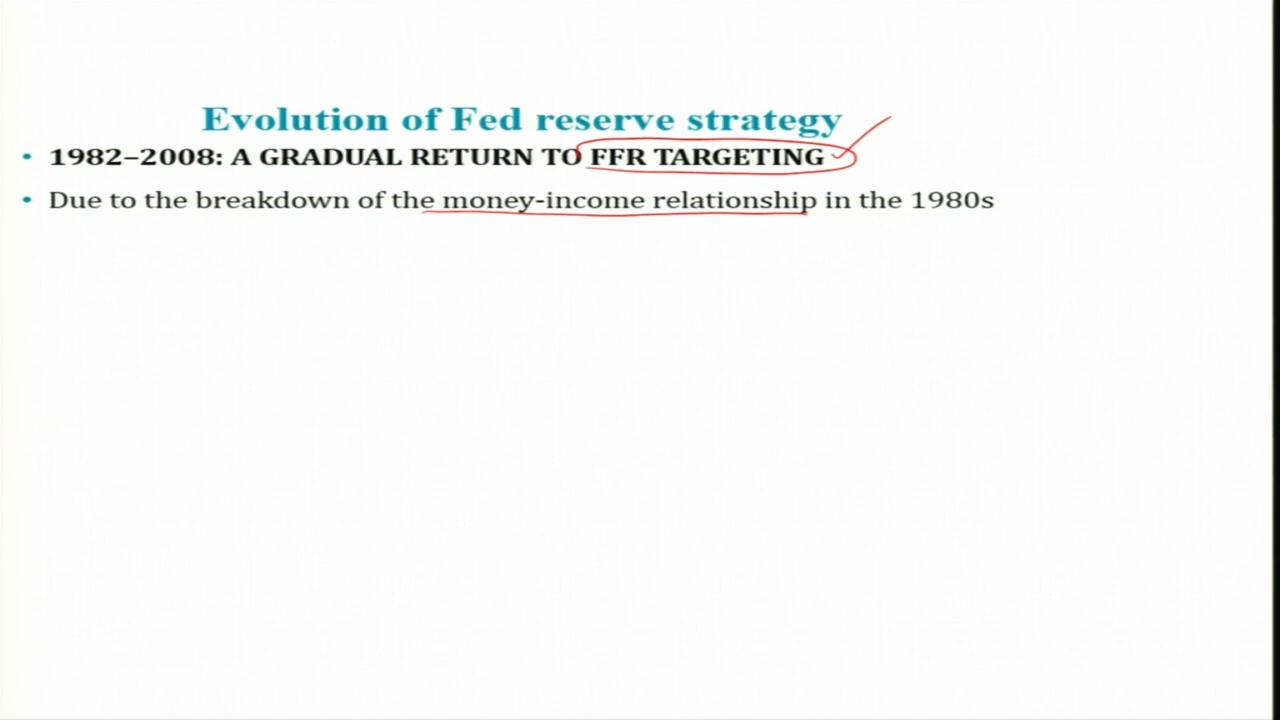 Evolution of Fed reserve strategy
• 1982–2008: A GRADUAL RETURN TO FFR TARGETING
• Due to the breakdown of the money-income relationship in the 1980s